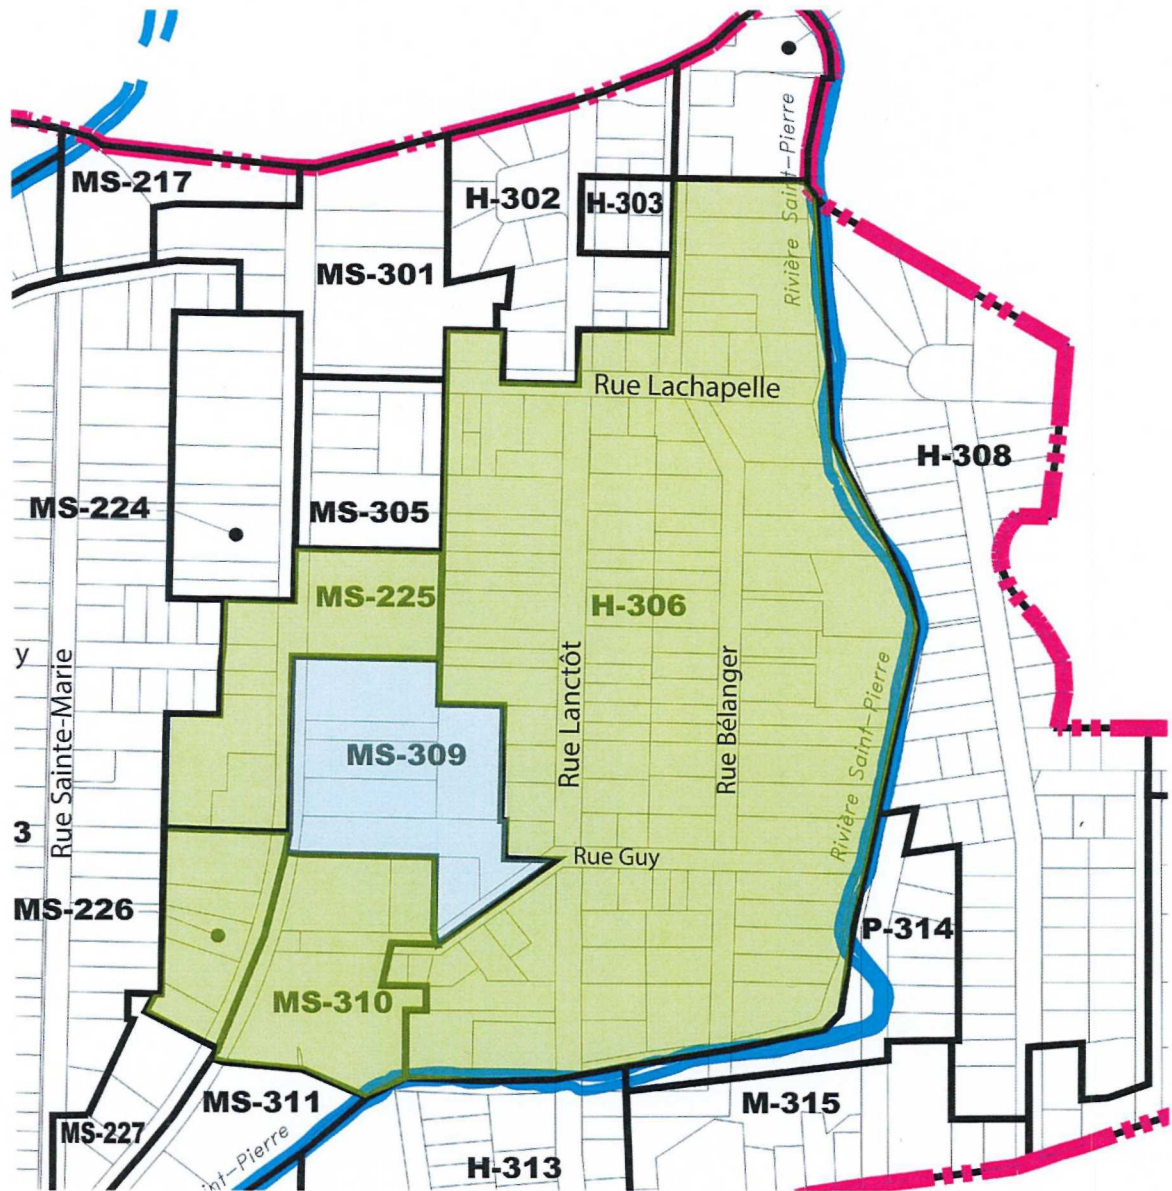 MS-217
H-302
H-303
Rivière Saint-Pierre
MS-301
Rue Lachapelle
H-308
MS-224
MS-305
MS-225
H-306
y
Rue Sainte-Marie
Rue Lanctôt
Rue Bélanger
Rivière Saint-Pierre
MS-309
3
Rue Guy
MS-226
P-314
MS-310
MS-311
M-315
MS-227
int-Pierre
H-313